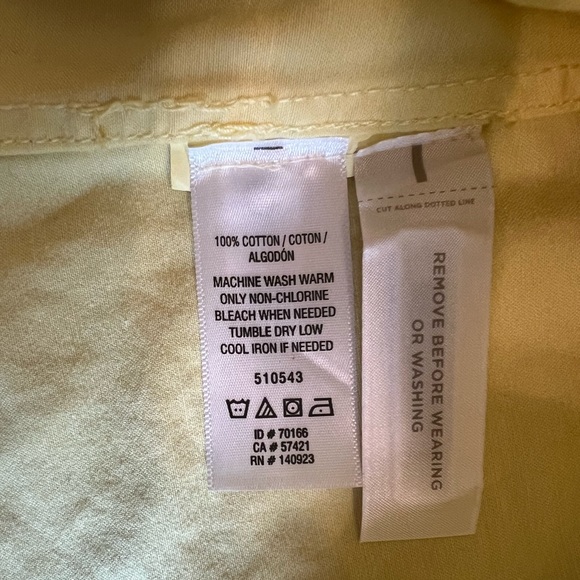 100% COTTON / COTON /
ALGODÓN
MACHINE WASH WARM
ONLY NON-CHLORINE
BLEACH WHEN NEEDED
TUMBLE DRY LOW
COOL IRON IF NEEDED
510543
ID # 70166
CA # 57421
RN # 140923
CUT ALONG DOTTED LINE
REMOVE BEFORE WEARING
OR WASHING